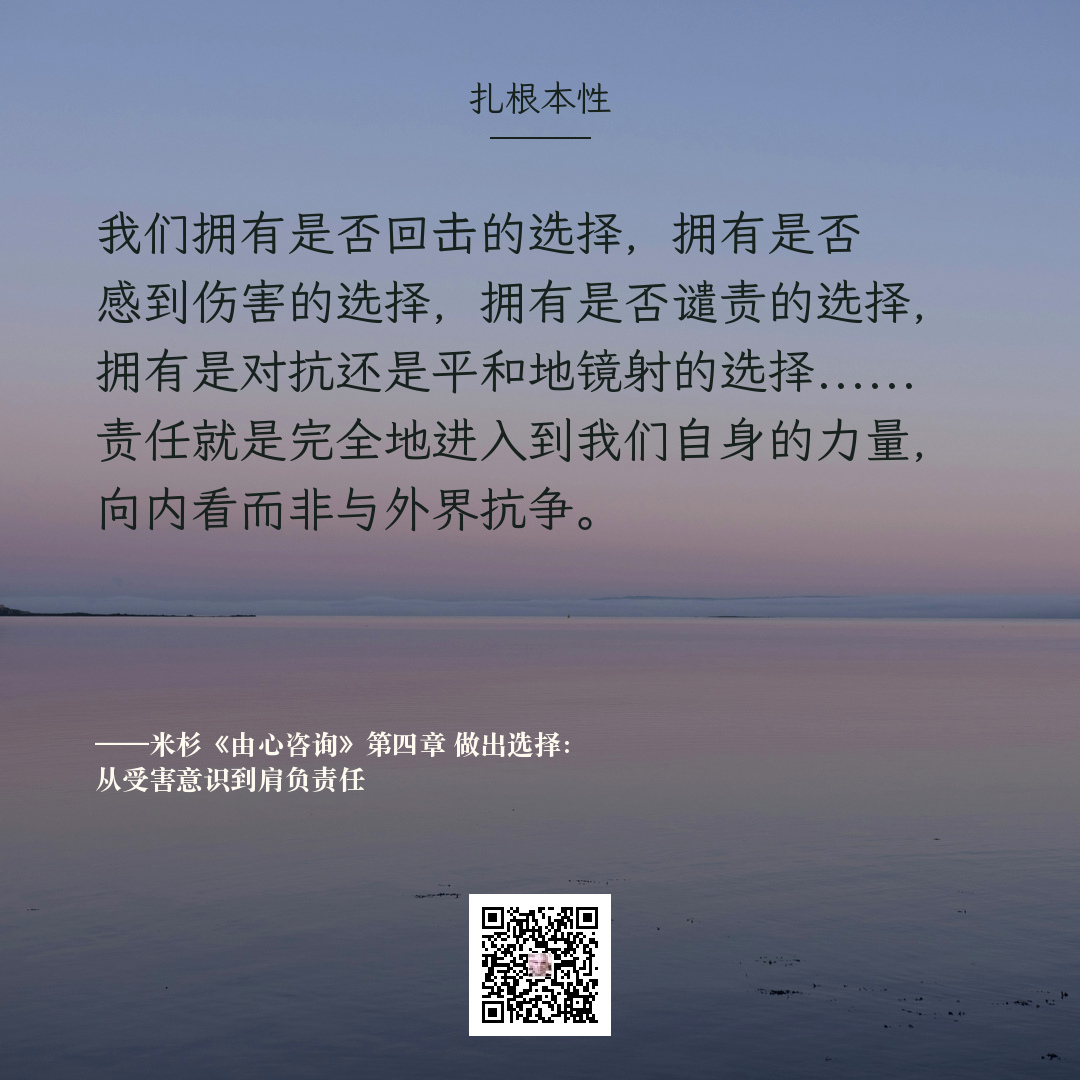 扎根本性
我们拥有是否回击的选择，拥有是否
感到伤害的选择，拥有是否谴责的选择，
拥有是对抗还是平和地镜射的选择……
责任就是完全地进入到我们自身的力量，
向内看而非与外界抗争。
——米杉《由心咨询》第四章 做出选择：
从受害意识到肩负责任